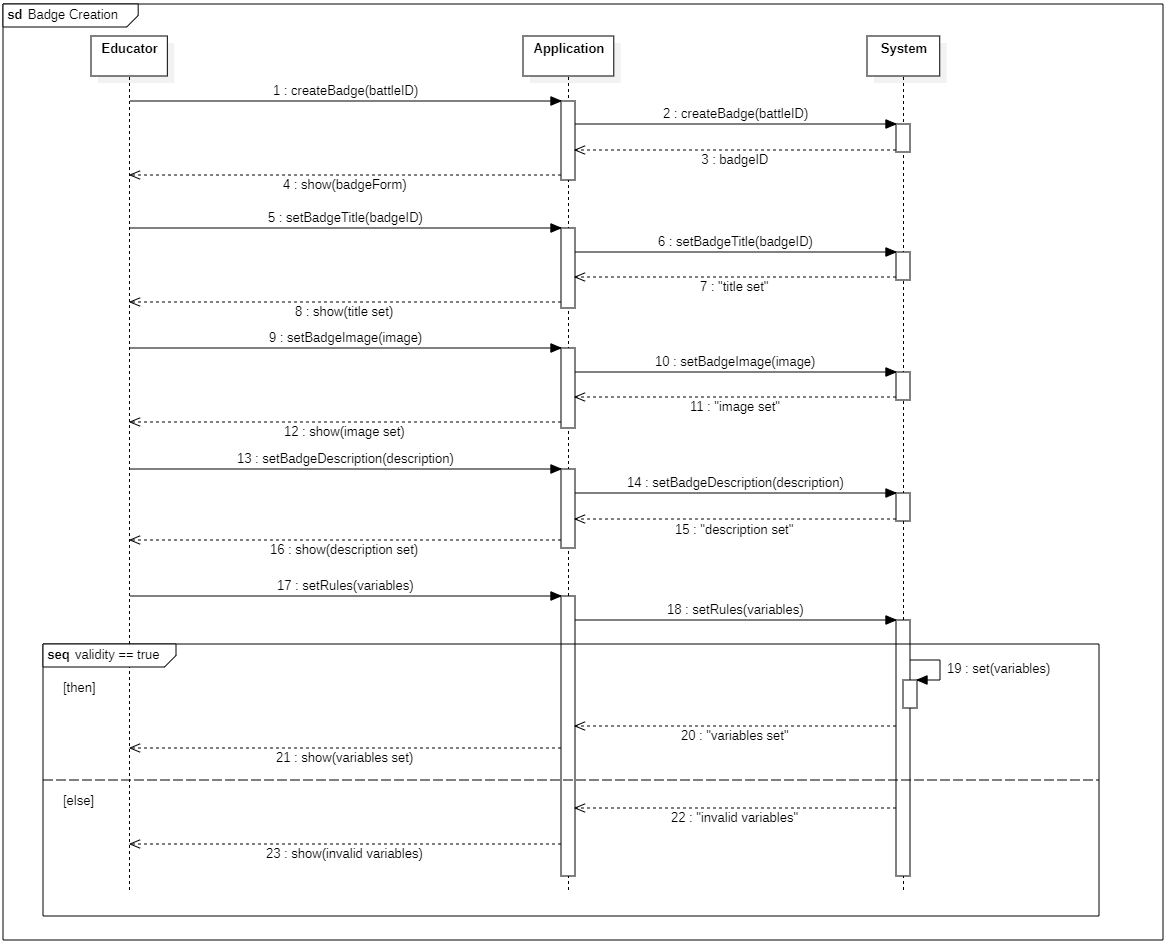 sd Badge Creation
Educator
Application
System
1 : createBadge(battleID)
2 : createBadge(battleID)
3 : badgeID
4 : show(badgeForm)
5 : setBadgeTitle(badgeID)
6 : setBadgeTitle(badgeID)
7 : "title set"
8 : show(title set)
9 : setBadgeImage(image)
10 : setBadgeImage(image)
11 : "image set"
12 : show(image set)
13 : setBadgeDescription(description)
14 : setBadgeDescription(description)
15 : "description set"
16 : show(description set)
17 : setRules(variables)
18 : setRules(variables)
seq validity == true
19 : set(variables)
[then]
20 : "variables set"
21 : show(variables set)
[else]
22 : "invalid variables"
23 : show(invalid variables)